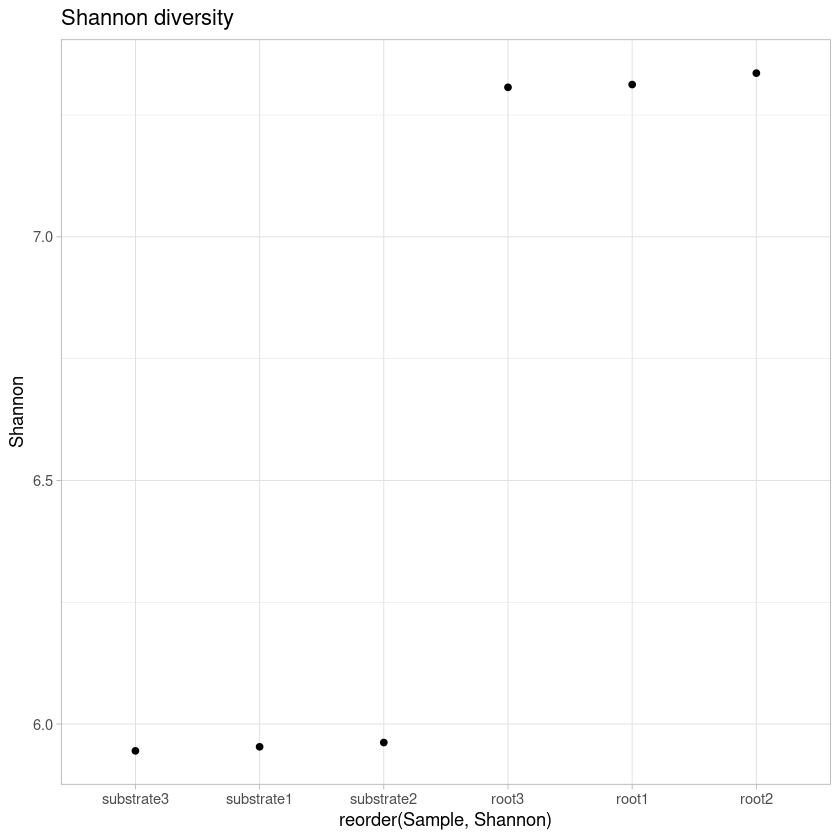 Shannon diversity
Shannon
7.0
6.5
6.0
substrate3 substrate1 substrate2 root3 root1 root2
reorder(Sample, Shannon)